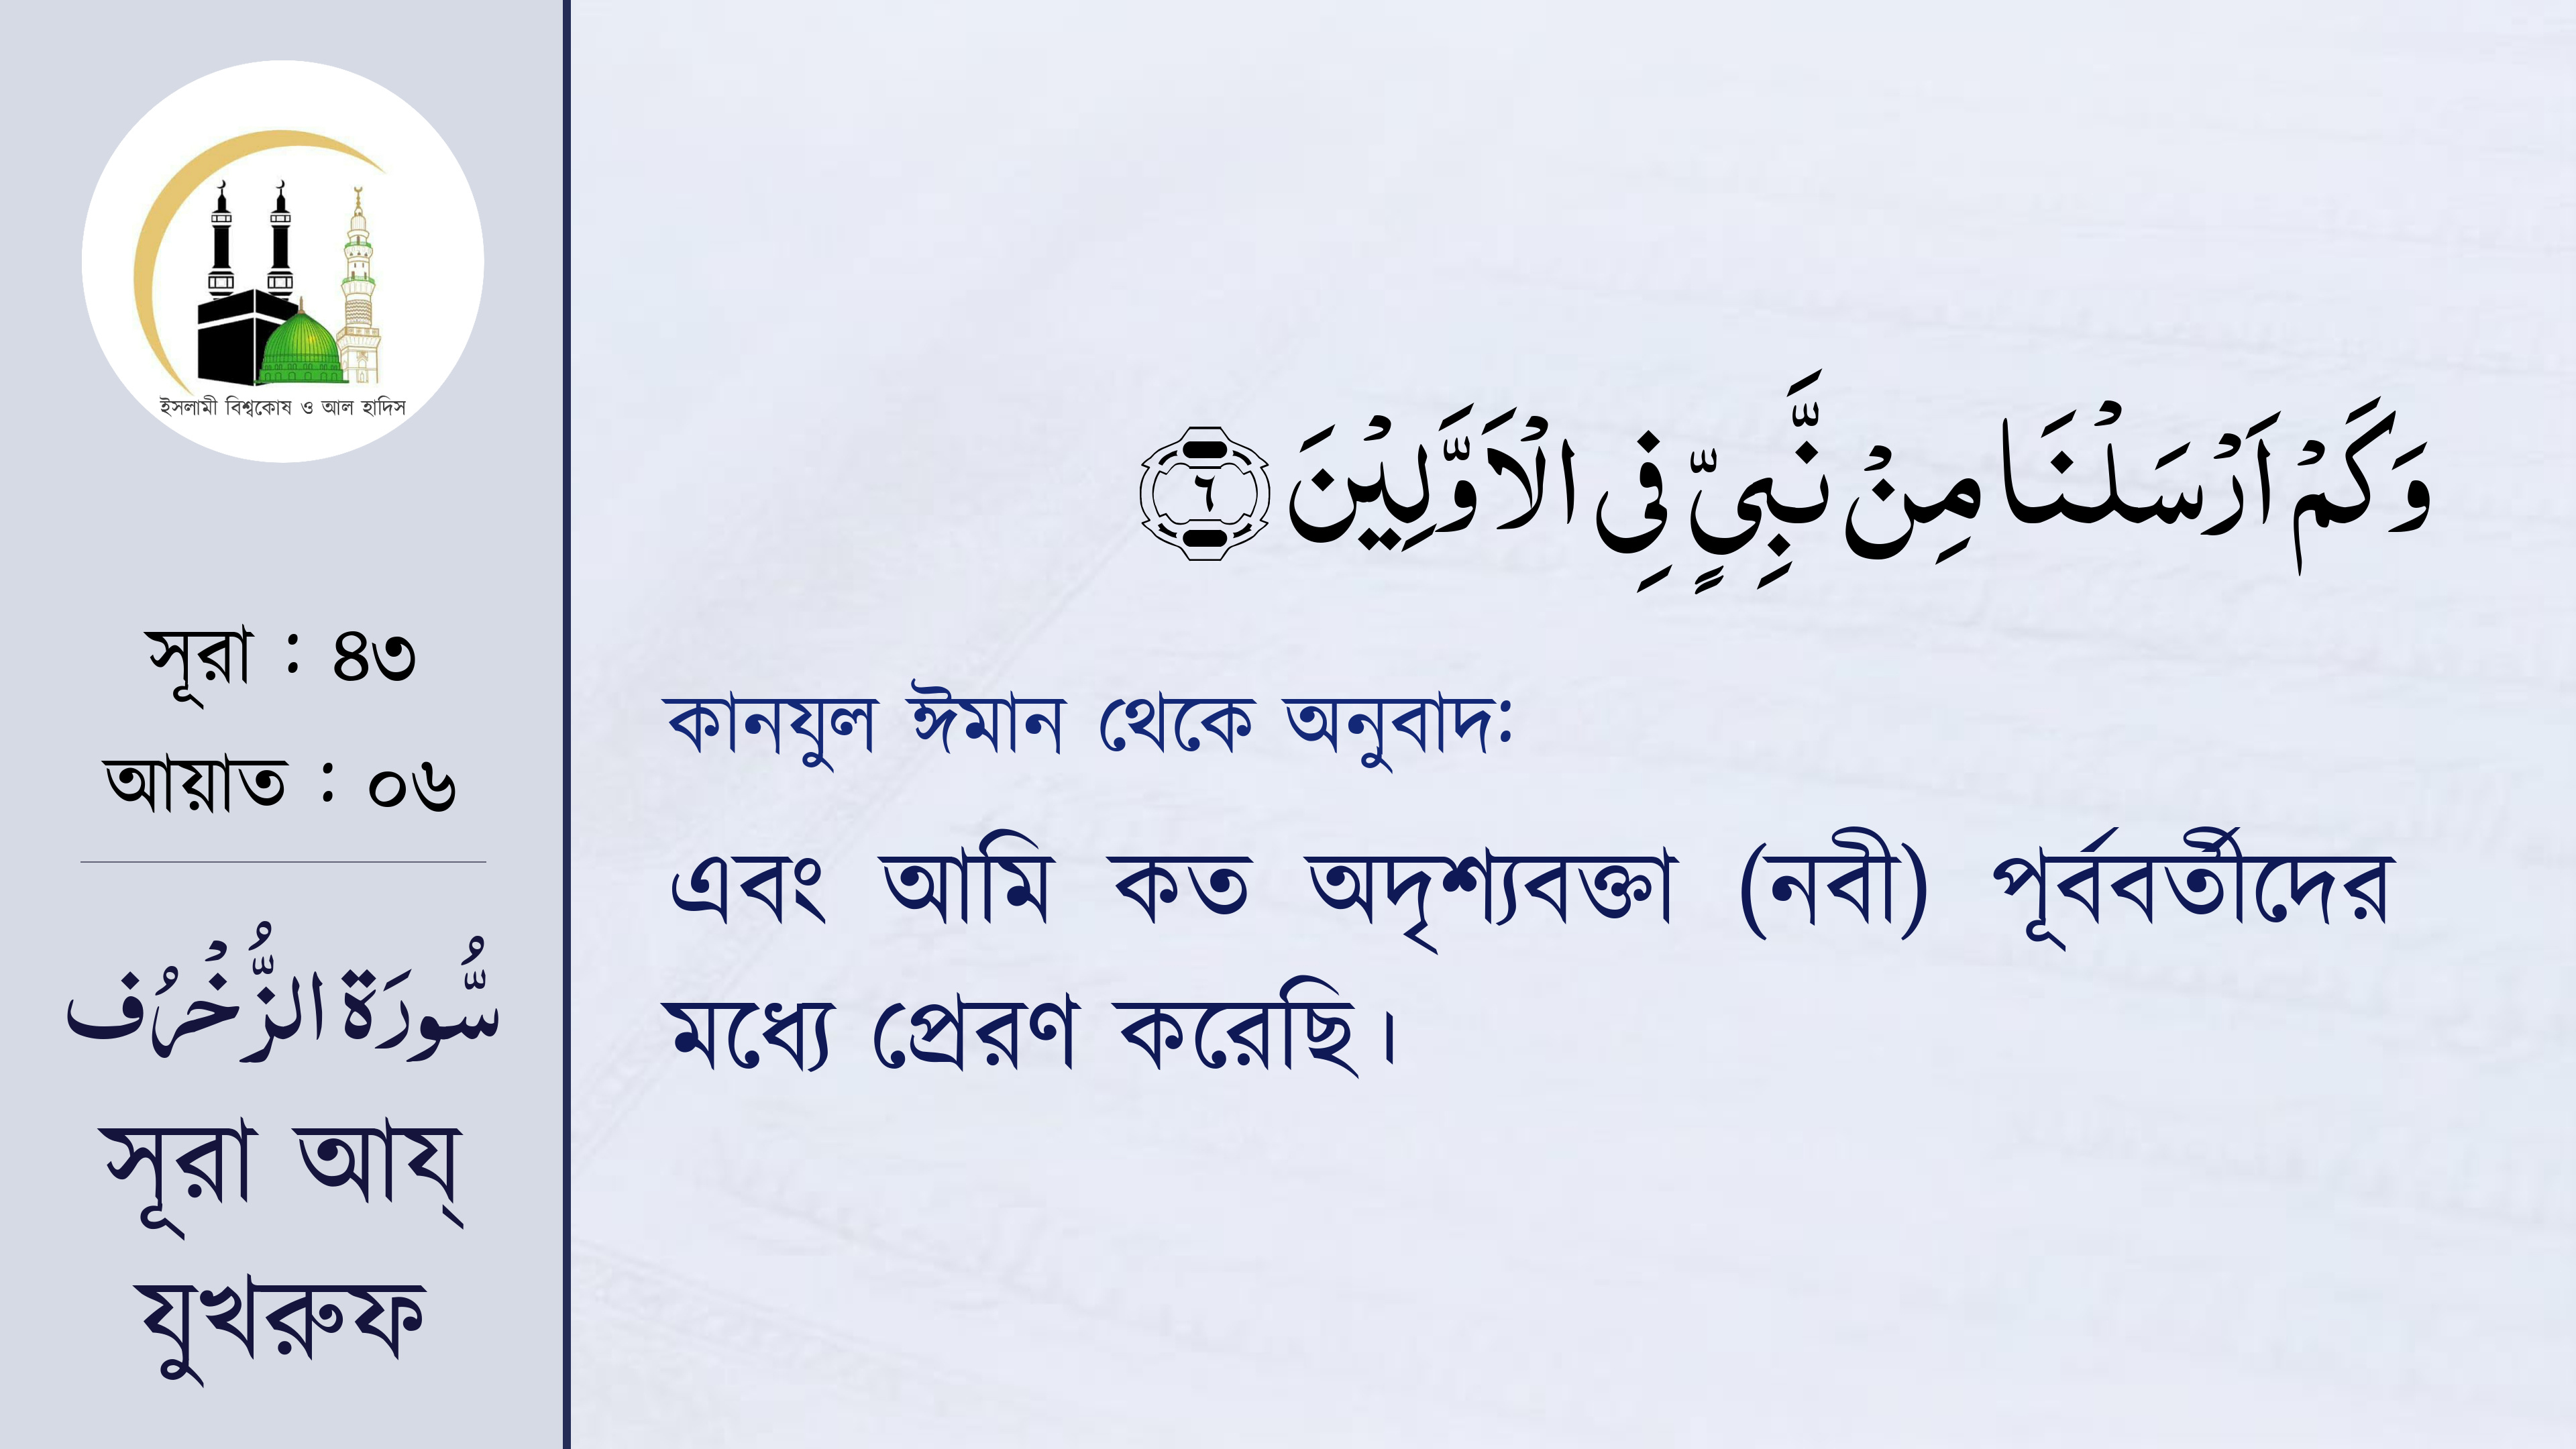 ইসলামী বিশ্বকোষ ও আল হাদিস
সূরা : ৪৩
আয়াত : ০৬
سُّورَة الزُّخْرُف
সূরা আয্
যুখরুফ
وَكَمْ اَرْسَلْنَا مِنْ نَّبِيٍّ فِي الْاَوَّلِيْنَ ٦
কানযুল ঈমান থেকে অনুবাদ:
এবং আমি কত অদৃশ্যবক্তা (নবী) পূর্ববর্তীদের
মধ্যে প্রেরণ করেছি।